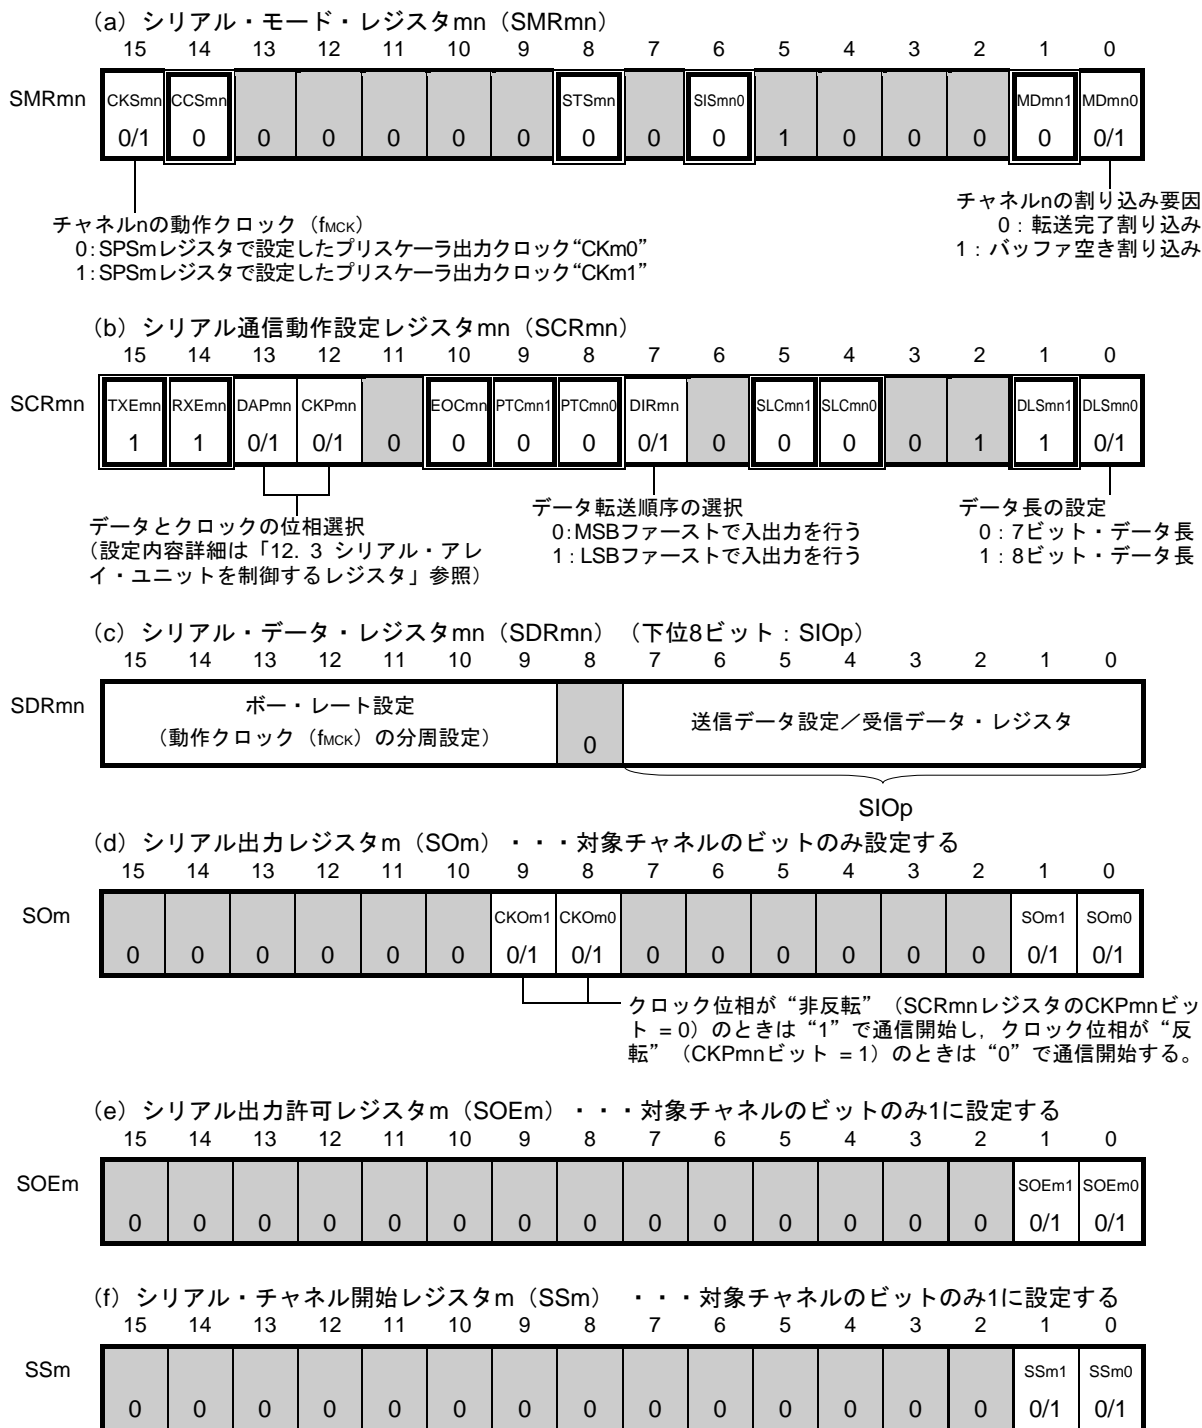 (a) シリアル・モード・レジスタmn（SMRmn）
15 14 13 12 11 10 9 8 7 6 5 4 3 2 1 0
SMRmn CKSmn CCSmn STSmn SISmn0 MDmn1 MDmn0
0/1 0 0 0 0 0 0 0 0 0 1 0 0 0 0 0/1
チャネルnの動作クロック（fMCK）
0：SPSmレジスタで設定したプリスケーラ出力クロック“CKm0”
1：SPSmレジスタで設定したプリスケーラ出力クロック“CKm1”
チャネルnの割り込み要因
0：転送完了割り込み
1：バッファ空き割り込み
(b) シリアル通信動作設定レジスタmn（SCRmn）
15 14 13 12 11 10 9 8 7 6 5 4 3 2 1 0
SCRmn TXEmn RXEmn DAPmn CKPmn EOCmn PTCmn1 PTCmn0 DIRmn SLCmn1 SLCmn0 DLSmn1 DLSmn0
1 1 0/1 0/1 0 0 0 0 0/1 0 0 0 0 1 1 0/1
データとクロックの位相選択
（設定内容詳細は「12. 3 シリアル・アレ
イ・ユニットを制御するレジスタ」参照）
データ転送順序の選択
0：MSBファーストで入出力を行う
1：LSBファーストで入出力を行う
データ長の設定
0：7ビット・データ長
1：8ビット・データ長
(c) シリアル・データ・レジスタmn（SDRmn）（下位8ビット：SIOp）
15 14 13 12 11 10 9 8 7 6 5 4 3 2 1 0
SDRmn
ボー・レート設定
（動作クロック（fMCK）の分周設定）
0
送信データ設定／受信データ・レジスタ
SIOp
(d) シリアル出力レジスタm（SOm）・・・対象チャネルのビットのみ設定する
15 14 13 12 11 10 9 8 7 6 5 4 3 2 1 0
SOm CKOm1 CKOm0 SOm1 SOm0
0 0 0 0 0 0 0/1 0/1 0 0 0 0 0 0 0/1 0/1
クロック位相が“非反転”（SCRmnレジスタのCKPmnビッ
ト = 0）のときは“1”で通信開始し，クロック位相が“反
転”（CKPmnビット = 1）のときは“0”で通信開始する。
(e) シリアル出力許可レジスタm（SOEm）・・・対象チャネルのビットのみ1に設定する
15 14 13 12 11 10 9 8 7 6 5 4 3 2 1 0
SOEm SOEm1 SOEm0
0 0 0 0 0 0 0 0 0 0 0 0 0 0 0/1 0/1
(f) シリアル・チャネル開始レジスタm（SSm） ・・・対象チャネルのビットのみ1に設定する
15 14 13 12 11 10 9 8 7 6 5 4 3 2 1 0
SSm SSm1 SSm0
0 0 0 0 0 0 0 0 0 0 0 0 0 0 0/1 0/1